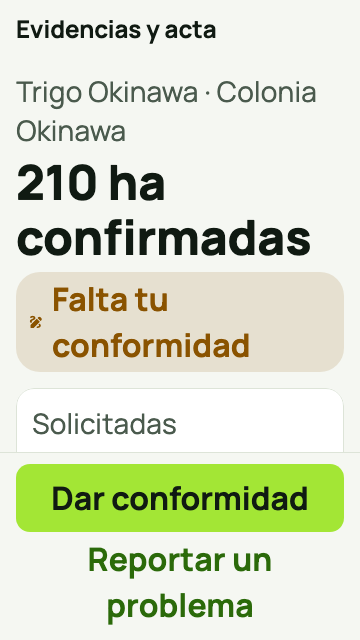 Evidencias y acta
Trigo Okinawa · Colonia
Okinawa
210 ha
confirmadas
Falta tu
conformidad
Solicitadas
Dar conformidad
Reportar un
problema